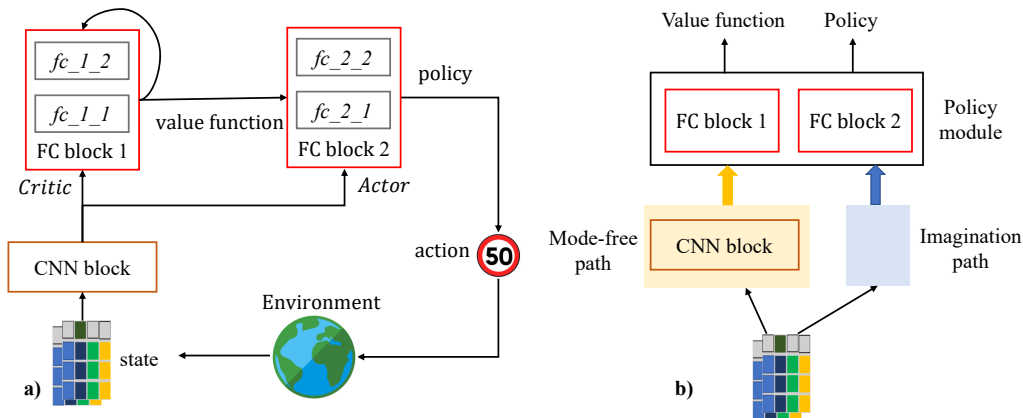 fc_1_2
fc_1_1
FC block 1
Critic
value function
fc_2_2
fc_2_1
FC block 2
Actor
policy
CNN block
action
50
Environment
state
a)
Value function
Policy
FC block 1
FC block 2
Policy
module
Mode-free
path
CNN block
Imagination
path
b)